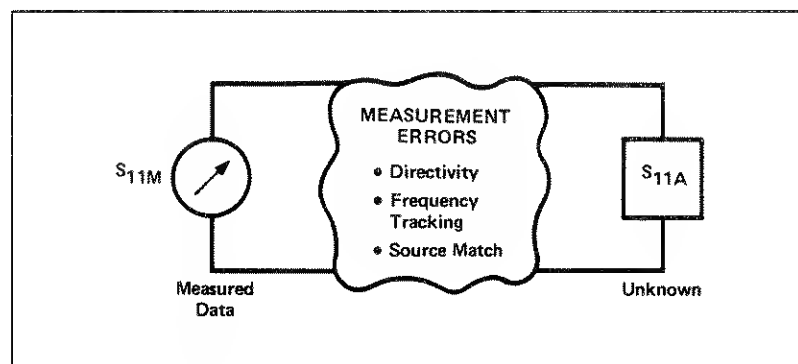 MEASUREMENT
ERRORS
• Directivity
• Frequency
Tracking
• Source Match
S11M
S11A
Measured
Data
Unknown